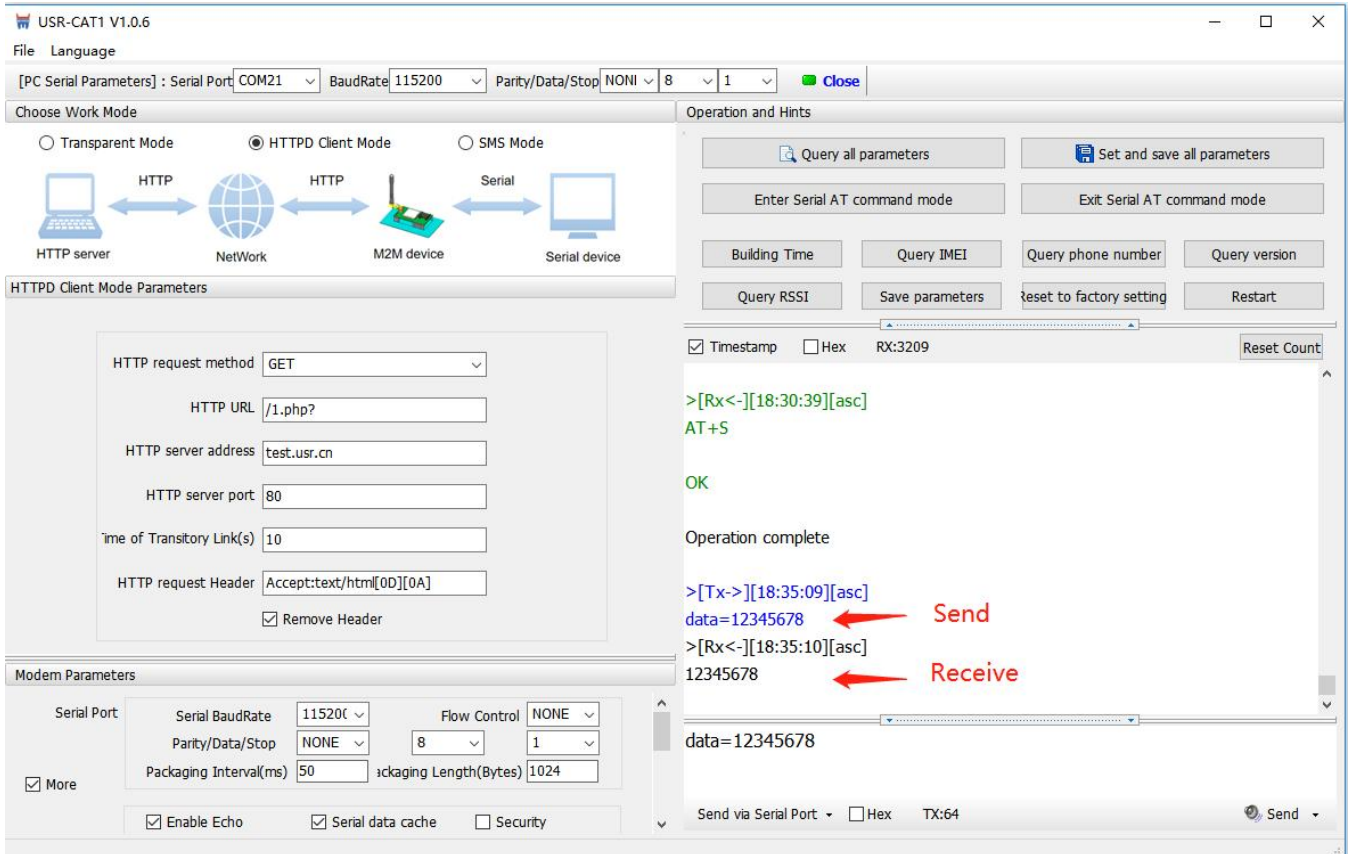 USR-CAT1 V1.0.6
File Language
[PC Serial Parameters] : Serial Port COM21 BaudRate 115200 Parity/Data/Stop NONI 8 1 Close
Choose Work Mode
Transparent Mode HTTPD Client Mode SMS Mode
HTTP HTTP Serial
HTTP server NetWork M2M device Serial device
HTTPD Client Mode Parameters
HTTP request method GET
HTTP URL /1.php?
HTTP server address test.usr.cn
HTTP server port 80
ime of Transitory Link(s) 10
HTTP request Header Accept:text/html[0D][0A]
Remove Header
Modem Parameters
Serial Port Serial BaudRate 11520( Flow Control NONE
Parity/Data/Stop NONE 8 1
Packaging Interval(ms) 50 ackaging Length(Bytes) 1024
More
Enable Echo Serial data cache Security
Operation and Hints
Query all parameters Set and save all parameters
Enter Serial AT command mode Exit Serial AT command mode
Building Time Query IMEI Query phone number Query version
Query RSSI Save parameters Reset to factory setting Restart
Timestamp Hex RX:3209 Reset Count
>[Rx<-][18:30:39][asc]
AT+S
OK
Operation complete
>[Tx->][18:35:09][asc]
data=12345678 Send
>[Rx<-][18:35:10][asc]
12345678 Receive
data=12345678
Send via Serial Port Hex TX:64 Send